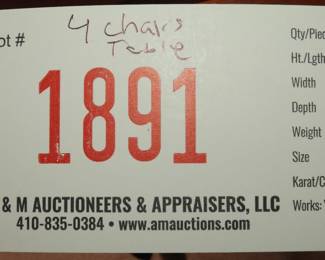 ot #
4 chairs
Table
1891
& M AUCTIONEERS & APPRAISERS, LLC
410-835-0384 • www.amauctions.com
Qty/Piec
Ht./Lgth
Width
Depth
Weight
Size
Karat/C
Works: